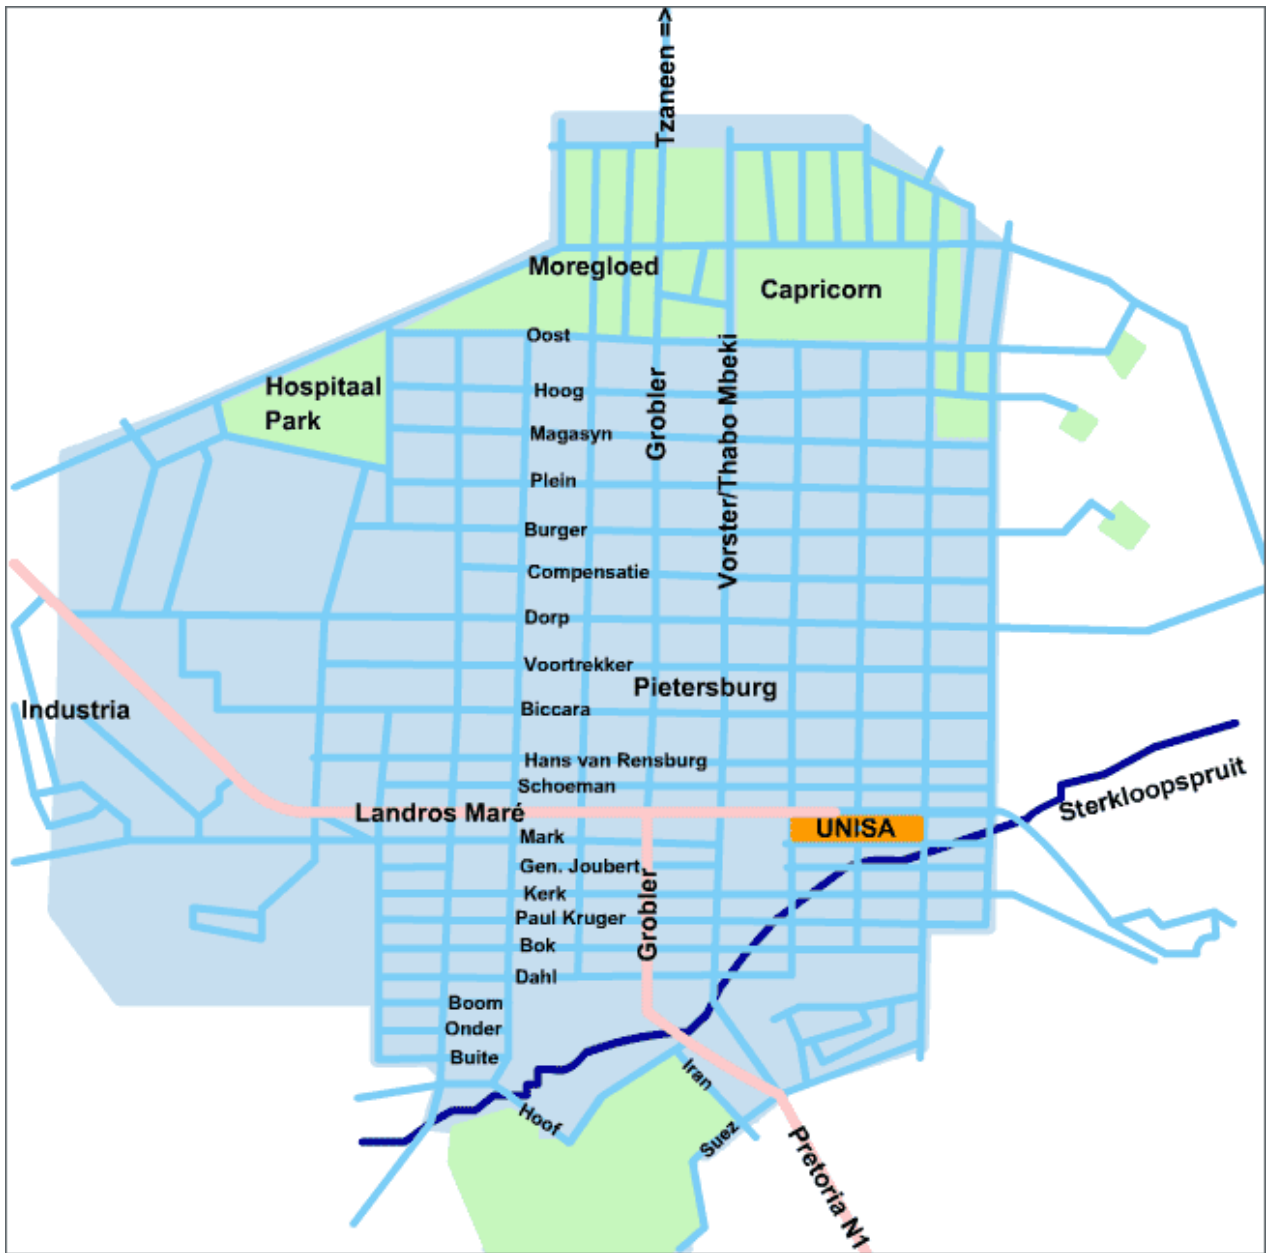 Tzaneen =>
Moregloed
Capricorn
Oost
Hospitaal
Park
Hoog
Grobler
Vorster/Thabo Mbeki
Magasyn
Plein
Burger
Compensatie
Dorp
Voortrekker
Pietersburg
Industria
Biccara
Hans van Rensburg
Schoeman
Sterkloopspruit
Landros Maré
UNISA
Mark
Gen. Joubert
Grobler
Kerk
Paul Kruger
Bok
Dahl
Boom
Onder
Buite
Iran
Hoof
Suez
Pretoria N1